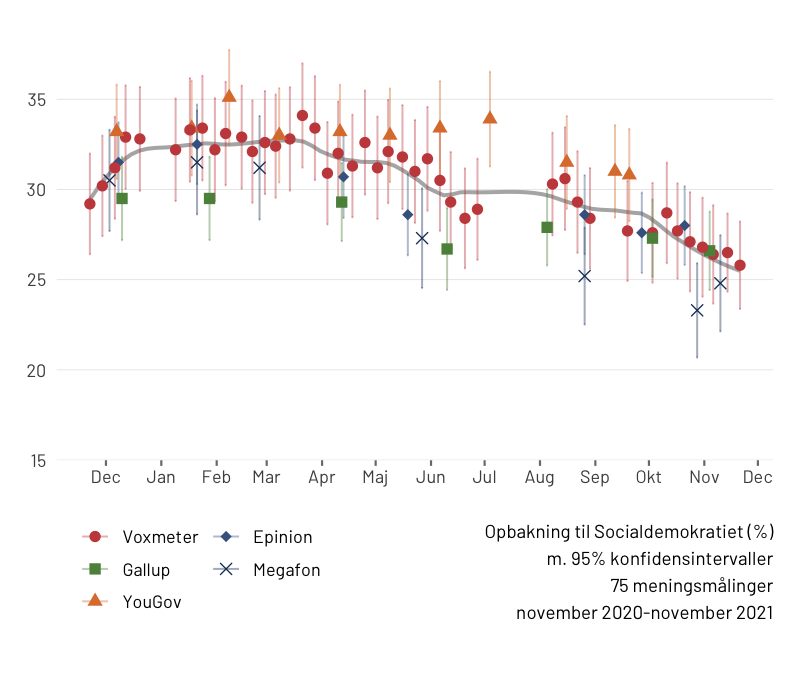 35
30
25
20
15
Dec Jan Feb Mar Apr Maj Jun Jul Aug Sep Okt Nov Dec
Voxmeter Epinion
Gallup Megafon
YouGov
Opbakning til Socialdemokratiet (%)
m. 95% konfidensintervaller
75 meningsmålinger
november 2020-november 2021